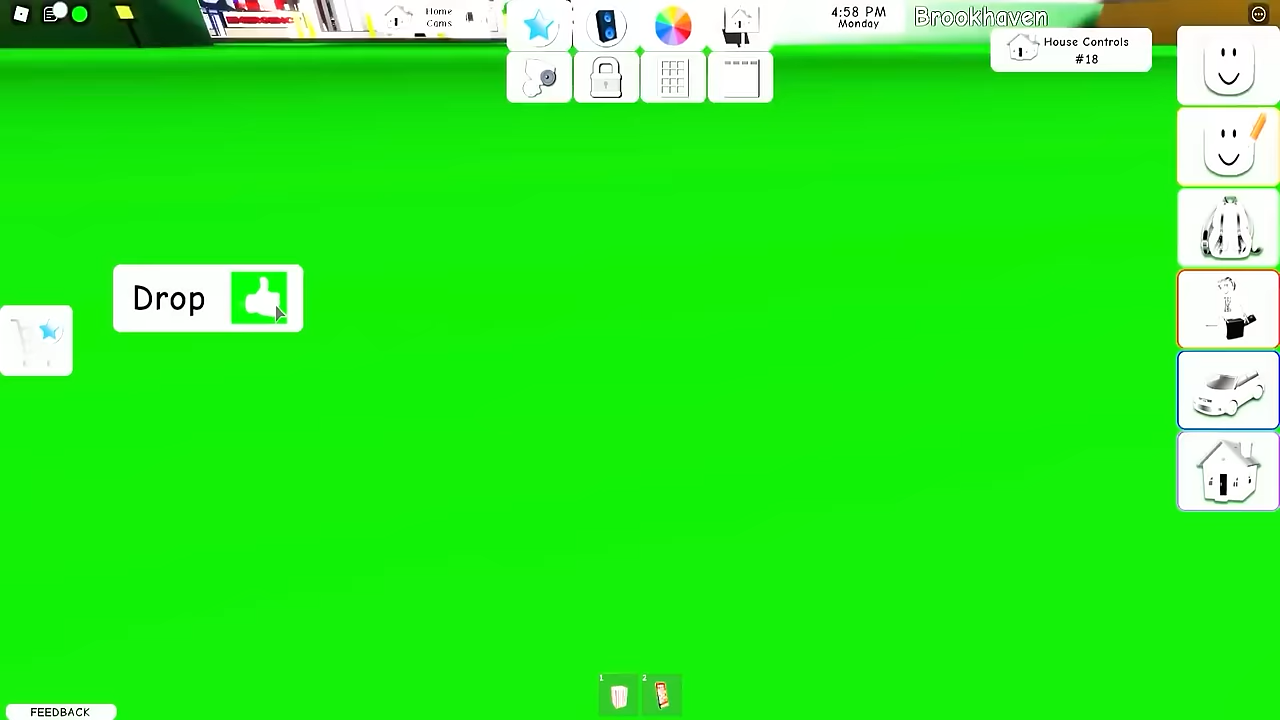 Home
Cams
4:58 PM
Monday
Brookhaven
House Controls
#18
Drop
1
2
FEEDBACK